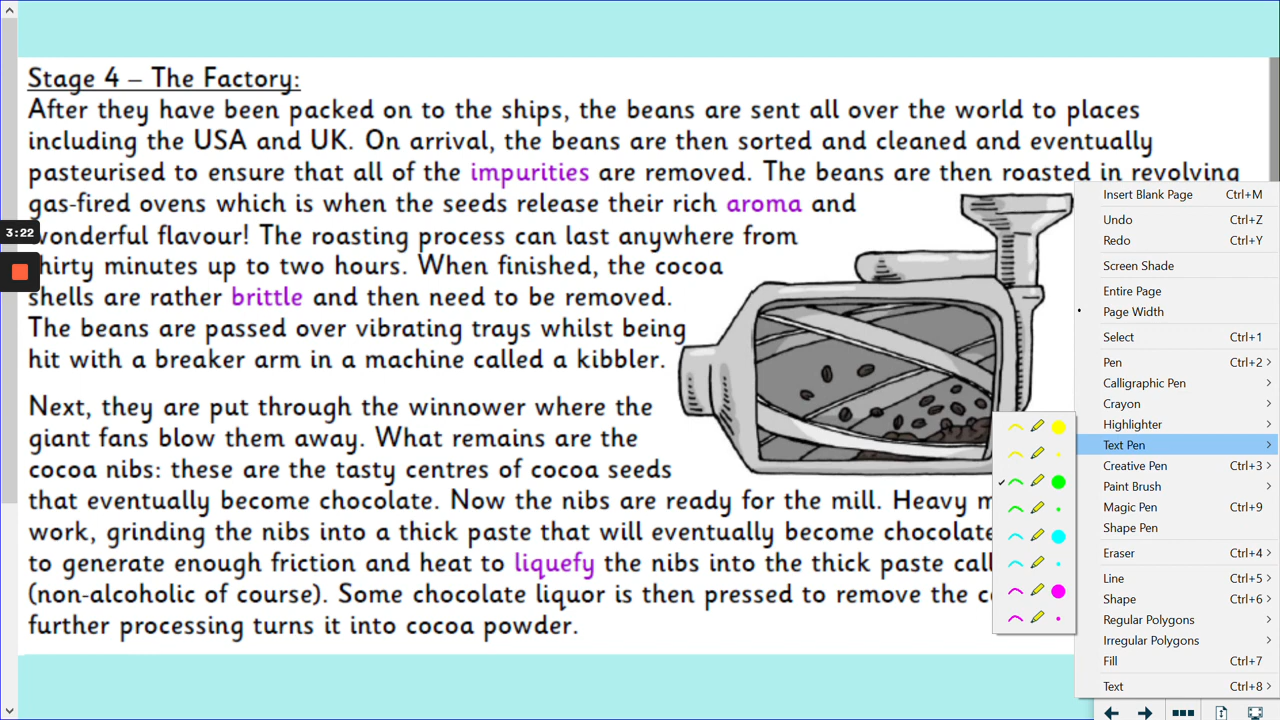 Stage 4 – The Factory:
After they have been packed on to the ships, the beans are sent all over the world to places
including the USA and UK. On arrival, the beans are then sorted and cleaned and eventually
pasteurised to ensure that all of the impurities are removed. The beans are then roasted in revolving
gas-fired ovens which is when the seeds release their rich aroma and
wonderful flavour! The roasting process can last anywhere from
thirty minutes up to two hours. When finished, the cocoa
shells are rather brittle and then need to be removed.
The beans are passed over vibrating trays whilst being
hit with a breaker arm in a machine called a kibbler.
Next, they are put through the winnower where the
giant fans blow them away. What remains are the
cocoa nibs: these are the tasty centres of cocoa seeds
that eventually become chocolate. Now the nibs are ready for the mill. Heavy
work, grinding the nibs into a thick paste that will eventually become chocolate
to generate enough friction and heat to liquefy the nibs into the thick paste
(non-alcoholic of course). Some chocolate liquor is then pressed to remove the
further processing turns it into cocoa powder.
3:22
Insert Blank Page Ctrl+M
Undo Ctrl+Z
Redo Ctrl+Y
Screen Shade
Entire Page
Page Width
Select Ctrl+1
Pen Ctrl+2
Calligraphic Pen
Crayon
Highlighter
Text Pen
Creative Pen Ctrl+3
Paint Brush
Magic Pen Ctrl+9
Shape Pen
Eraser Ctrl+4
Line Ctrl+5
Shape Ctrl+6
Regular Polygons
Irregular Polygons
Fill Ctrl+7
Text Ctrl+8